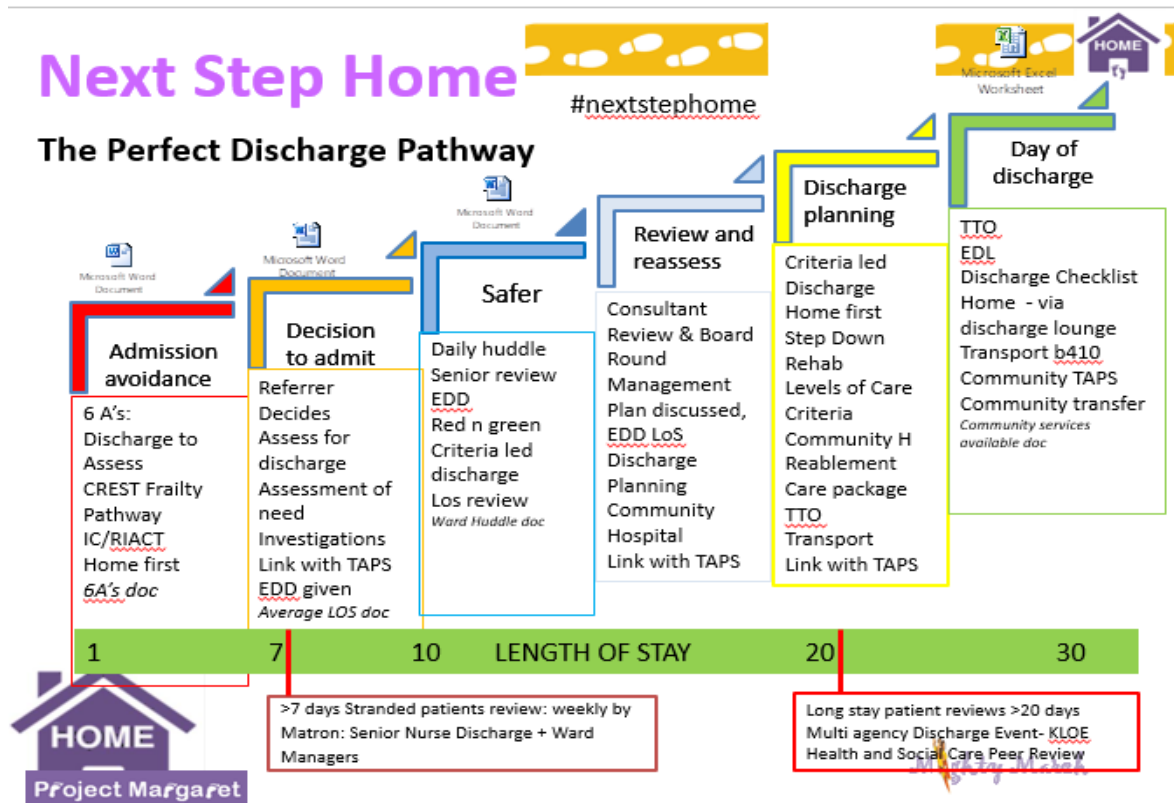 Next Step Home
#nextstephome
The Perfect Discharge Pathway
HOME
Microsoft Excel
Worksheet
Microsoft Word
Document
Admission
avoidance
6 A's:
Discharge to
Assess
CREST Frailty
Pathway
IC/RIACT
Home first
6A's doc
Microsoft Word
Document
Decision
to admit
Referrer
Decides
Assess for
discharge
Assessment of
need
Investigations
Link with TAPS
EDD given
Average LOS doc
Microsoft Word
Document
Safer
Daily huddle
Senior review
EDD
Red n green
Criteria led
discharge
Los review
Ward Huddle doc
Review and
reassess
Consultant
Review & Board
Round
Management
Plan discussed,
EDD LoS
Discharge
Planning
Community
Hospital
Link with TAPS
Discharge
planning
Criteria led
Discharge
Home first
Step Down
Rehab
Levels of Care
Criteria
Community H
Reablement
Care package
TTO
Transport
Link with TAPS
Day of
discharge
TTO
EDL
Discharge Checklist
Home - via
discharge lounge
Transport b410
Community TAPS
Community transfer
Community services
available doc
1 7 10 LENGTH OF STAY 20 30
>7 days Stranded patients review: weekly by
Matron: Senior Nurse Discharge + Ward
Managers
Long stay patient reviews >20 days
Multi agency Discharge Event- KLOE
Health and Social Care Peer Review
Mighty March
HOME
Project Margaret